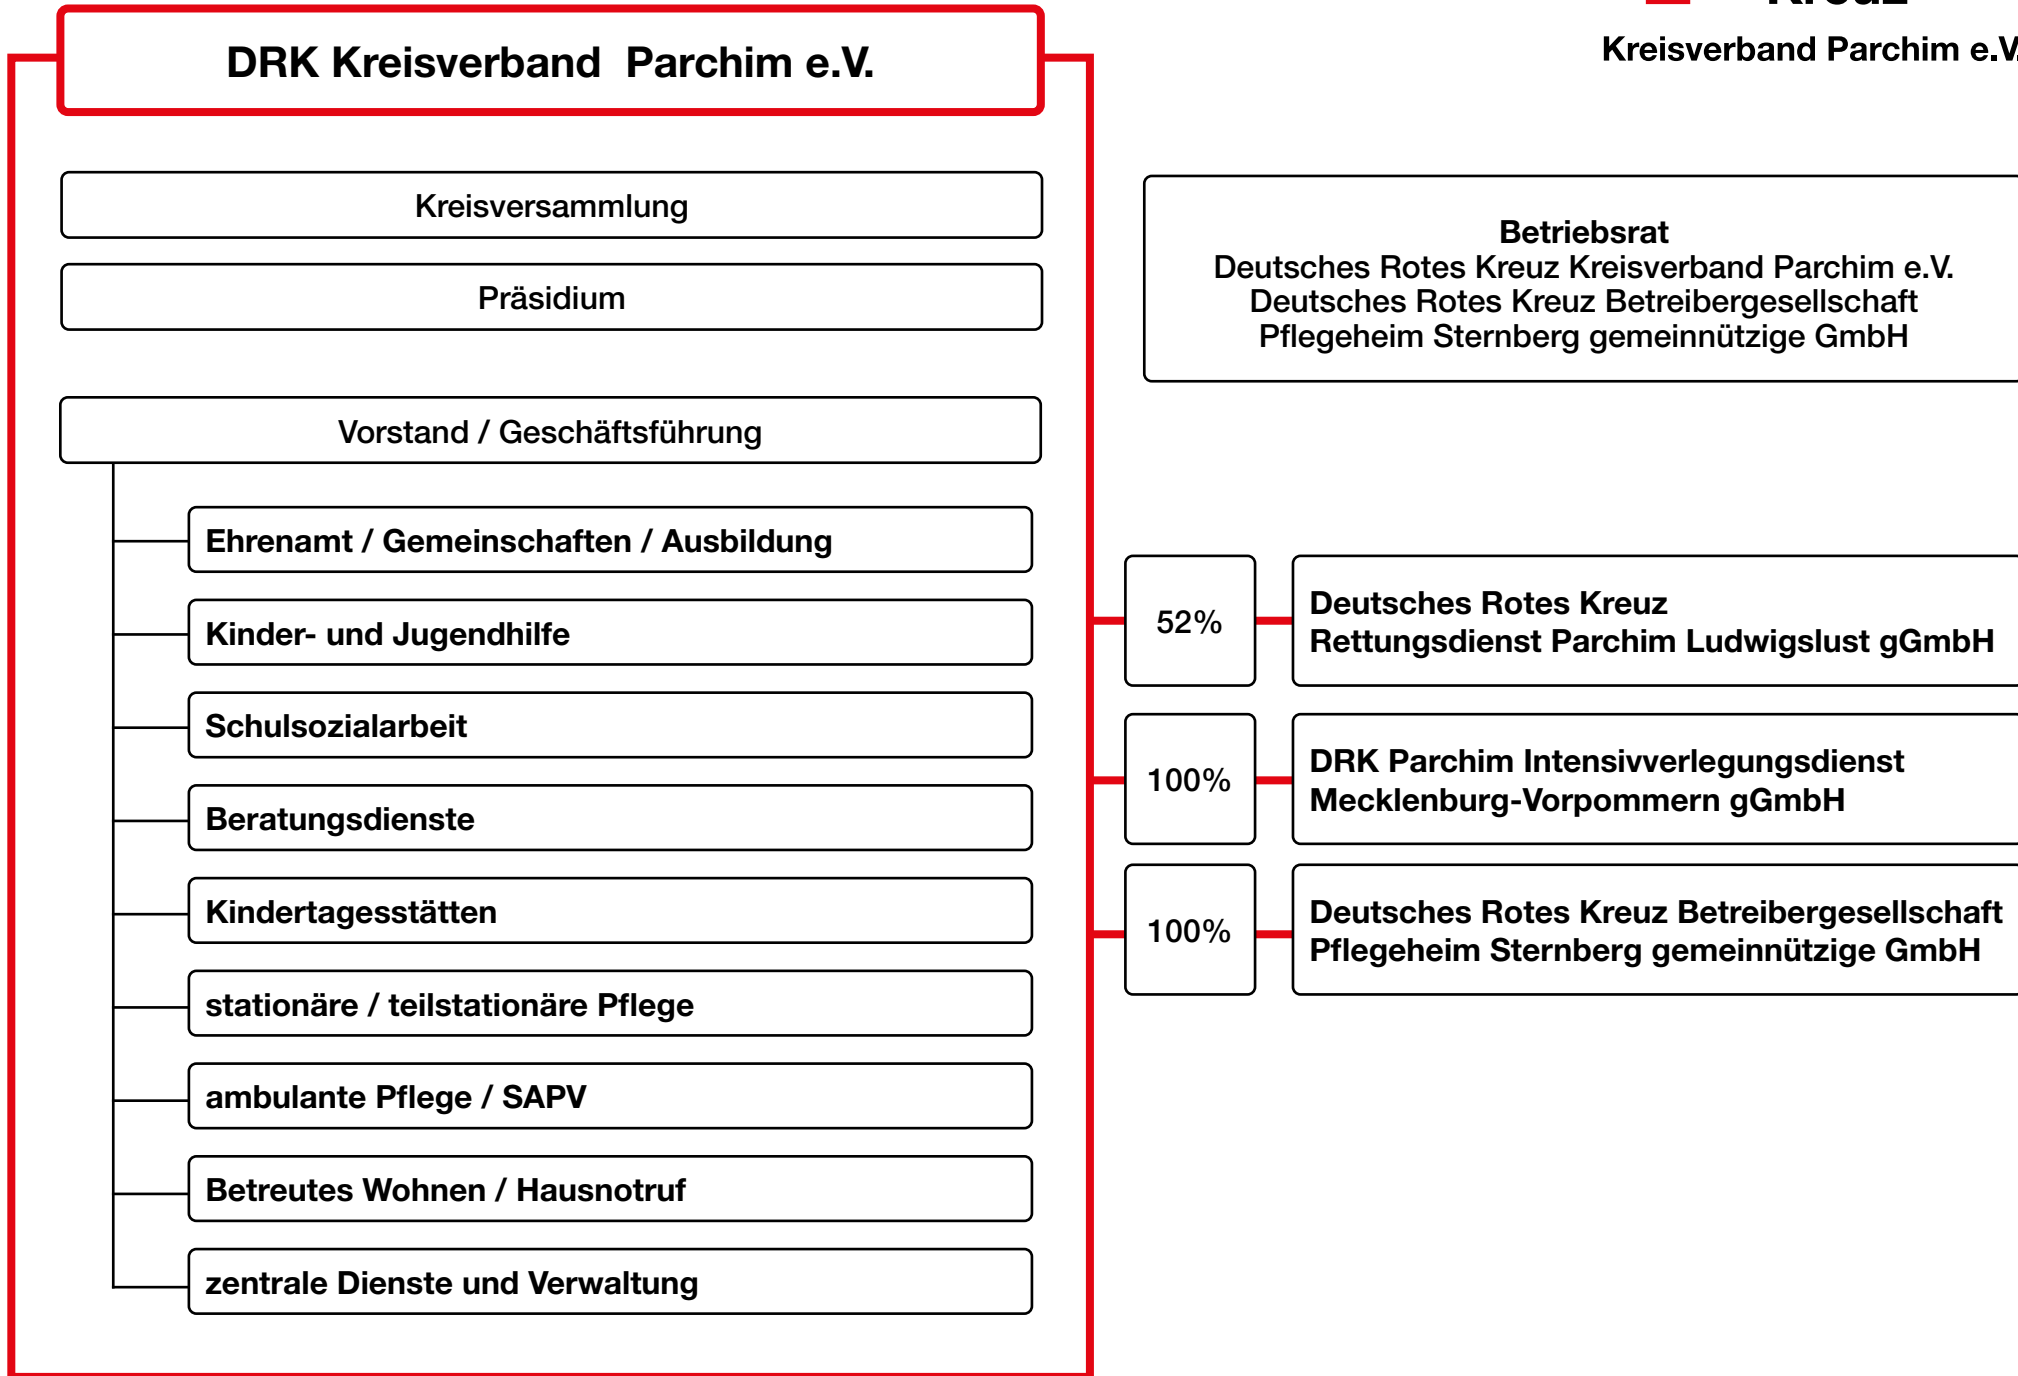 Kreuz
Kreisverband Parchim e.V.
DRK Kreisverband Parchim e.V.
Kreisversammlung
Präsidium
Vorstand / Geschäftsführung
Ehrenamt / Gemeinschaften / Ausbildung
Kinder- und Jugendhilfe
Schulsozialarbeit
Beratungsdienste
Kindertagesstätten
stationäre / teilstationäre Pflege
ambulante Pflege / SAPV
Betreutes Wohnen / Hausnotruf
zentrale Dienste und Verwaltung
Betriebsrat
Deutsches Rotes Kreuz Kreisverband Parchim e.V.
Deutsches Rotes Kreuz Betreibergesellschaft
Pflegeheim Sternberg gemeinnützige GmbH
52%
Deutsches Rotes Kreuz
Rettungsdienst Parchim Ludwigslust gGmbH
100%
DRK Parchim Intensivverlegungsdienst
Mecklenburg-Vorpommern gGmbH
100%
Deutsches Rotes Kreuz Betreibergesellschaft
Pflegeheim Sternberg gemeinnützige GmbH